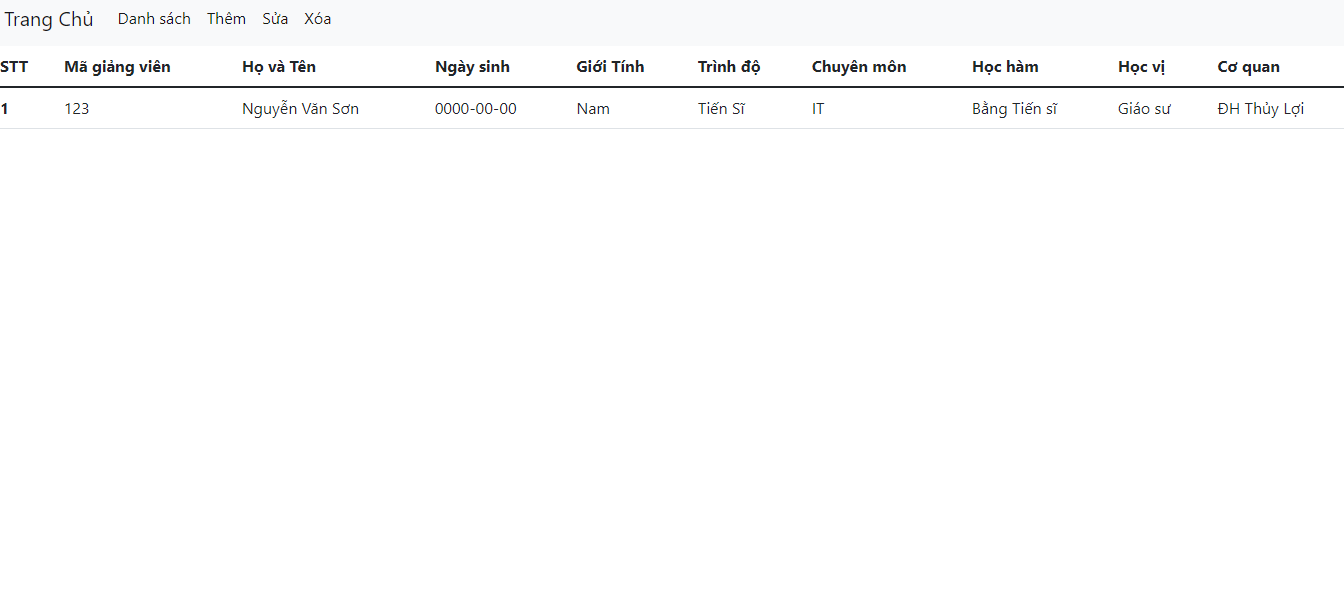 Trang Chủ Danh sách Thêm Sửa Xóa
STT Mã giảng viên Họ và Tên Ngày sinh Giới Tính Trình độ Chuyên môn Học hàm Học vị Cơ quan
1 123 Nguyễn Văn Sơn 0000-00-00 Nam Tiến Sĩ IT Bằng Tiến sĩ Giáo sư ĐH Thủy Lợi